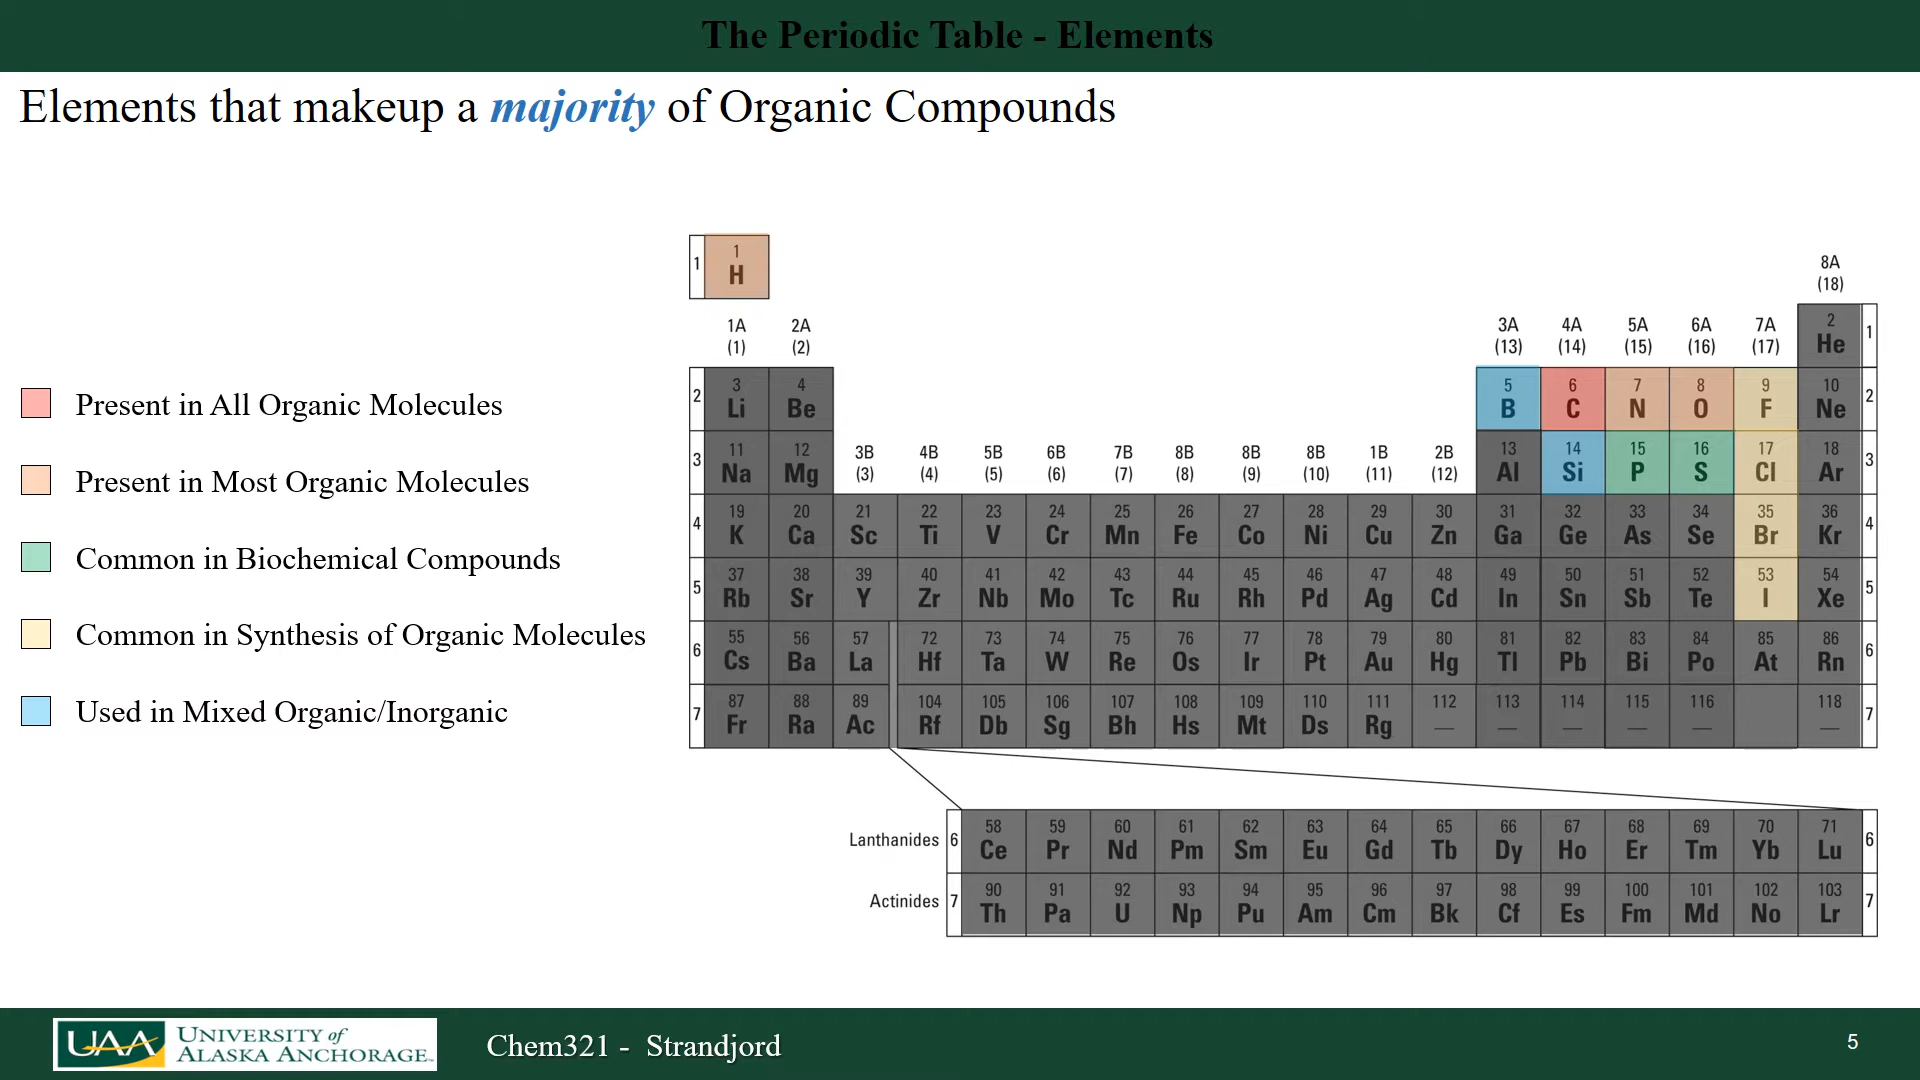 The Periodic Table - Elements
Elements that makeup a majority of Organic Compounds
Present in All Organic Molecules
Present in Most Organic Molecules
Common in Biochemical Compounds
Common in Synthesis of Organic Molecules
Used in Mixed Organic/Inorganic
1 1 H
8A (18)
1A (1) 2A (2) 3A (13) 4A (14) 5A (15) 6A (16) 7A (17) 2 He 1
2 3 Li 4 Be 5 B 6 C 7 N 8 O 9 F 10 Ne 2
3 11 Na 12 Mg 3B (3) 4B (4) 5B (5) 6B (6) 7B (7) 8B (8) 8B (9) 8B (10) 1B (11) 2B (12) 13 Al 14 Si 15 P 16 S 17 Cl 18 Ar 3
4 19 K 20 Ca 21 Sc 22 Ti 23 V 24 Cr 25 Mn 26 Fe 27 Co 28 Ni 29 Cu 30 Zn 31 Ga 32 Ge 33 As 34 Se 35 Br 36 Kr 4
5 37 Rb 38 Sr 39 Y 40 Zr 41 Nb 42 Mo 43 Tc 44 Ru 45 Rh 46 Pd 47 Ag 48 Cd 49 In 50 Sn 51 Sb 52 Te 53 I 54 Xe 5
6 55 Cs 56 Ba 57 La 72 Hf 73 Ta 74 W 75 Re 76 Os 77 Ir 78 Pt 79 Au 80 Hg 81 Tl 82 Pb 83 Bi 84 Po 85 At 86 Rn 6
7 87 Fr 88 Ra 89 Ac 104 Rf 105 Db 106 Sg 107 Bh 108 Hs 109 Mt 110 Ds 111 Rg 112 — 113 — 114 — 115 — 116 — 118 — 7
Lanthanides 6 58 Ce 59 Pr 60 Nd 61 Pm 62 Sm 63 Eu 64 Gd 65 Tb 66 Dy 67 Ho 68 Er 69 Tm 70 Yb 71 Lu 6
Actinides 7 90 Th 91 Pa 92 U 93 Np 94 Pu 95 Am 96 Cm 97 Bk 98 Cf 99 Es 100 Fm 101 Md 102 No 103 Lr 7
UAA UNIVERSITY of
ALASKA ANCHORAGE
Chem321 - Strandjord
5